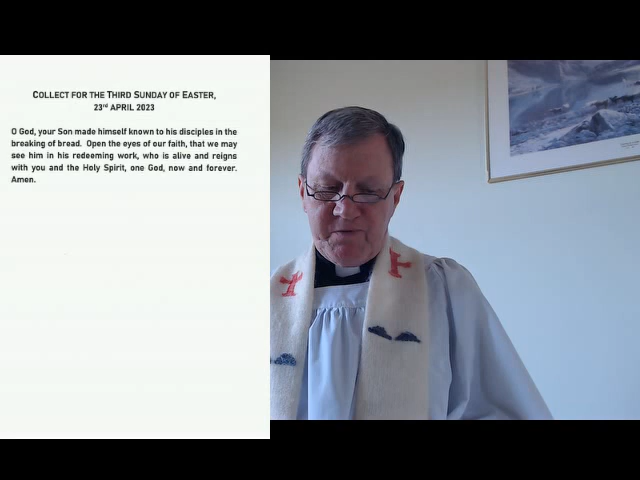 COLLECT FOR THE THIRD SUNDAY OF EASTER,
23rd APRIL 2023
O God, your Son made himself known to his disciples in the
breaking of bread. Open the eyes of our faith, that we may
see him in his redeeming work, who is alive and reigns
with you and the Holy Spirit, one God, now and forever.
Amen.